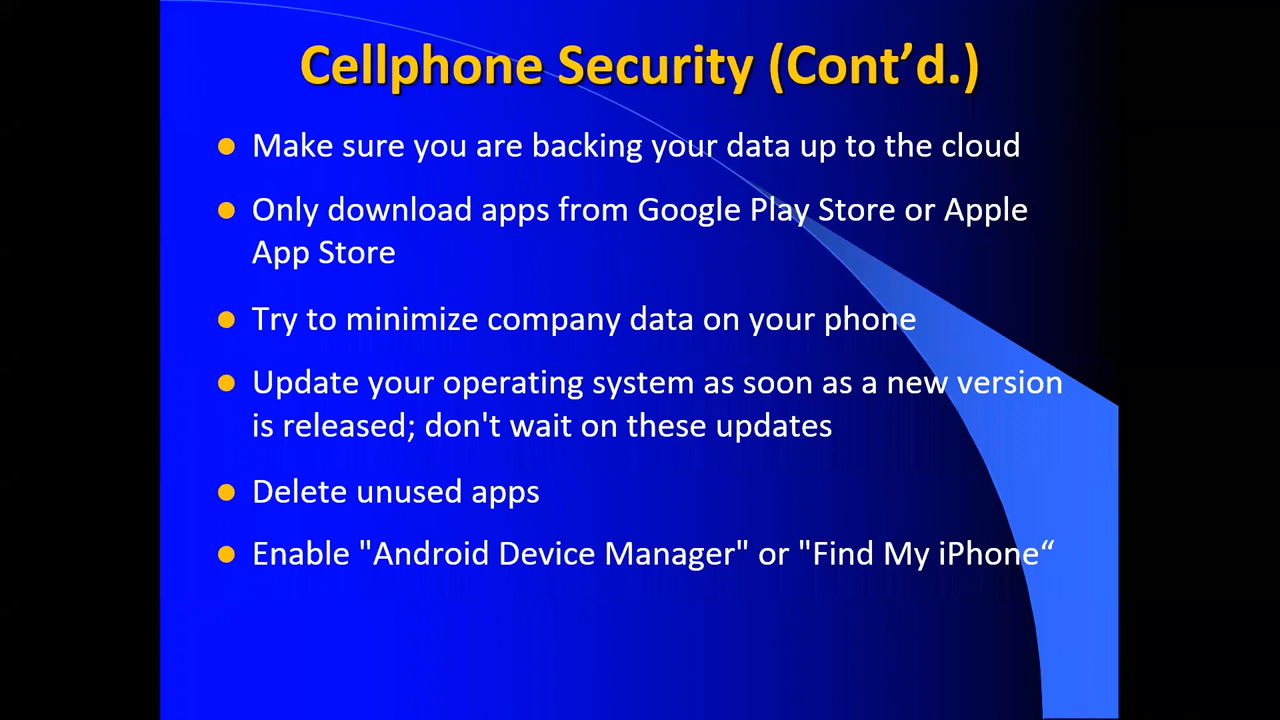 Cellphone Security (Cont’d.)
Make sure you are backing your data up to the cloud
Only download apps from Google Play Store or Apple
App Store
Try to minimize company data on your phone
Update your operating system as soon as a new version
is released; don't wait on these updates
Delete unused apps
Enable "Android Device Manager" or "Find My iPhone“